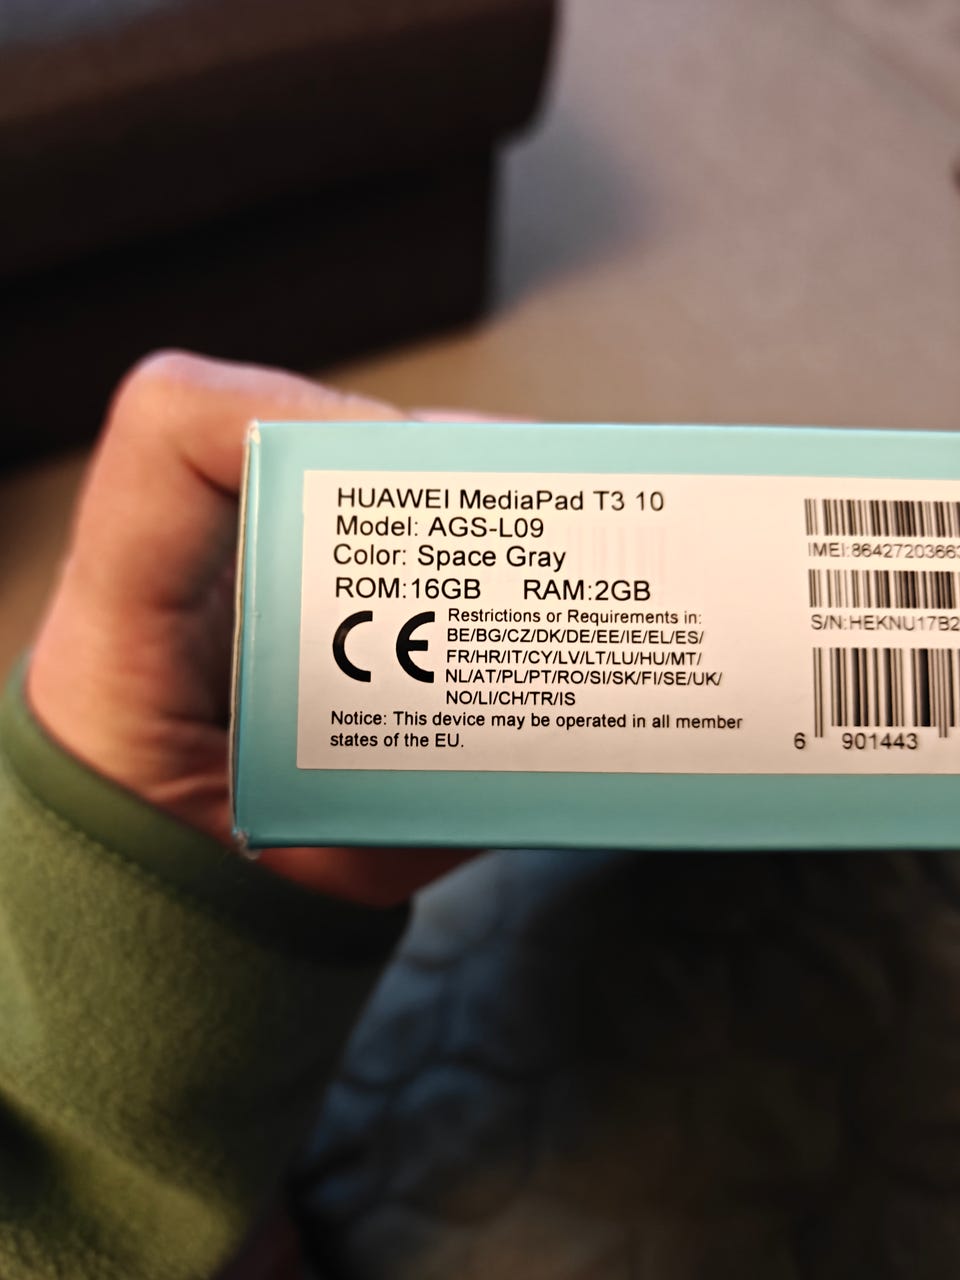 HUAWEI MediaPad T3 10
Model: AGS-L09
Color: Space Gray
ROM:16GB RAM:2GB
CE
Restrictions or Requirements in:
BE/BG/CZ/DK/DE/EE/IE/EL/ES/
FR/HR/IT/CY/LV/LT/LU/HU/MT/
NL/AT/PL/PT/RO/SI/SK/FI/SE/UK/
NO/LI/CH/TR/IS
Notice: This device may be operated in all member
states of the EU.
IMEI:86427203663
S/N:HEKNU17B2
6 901443